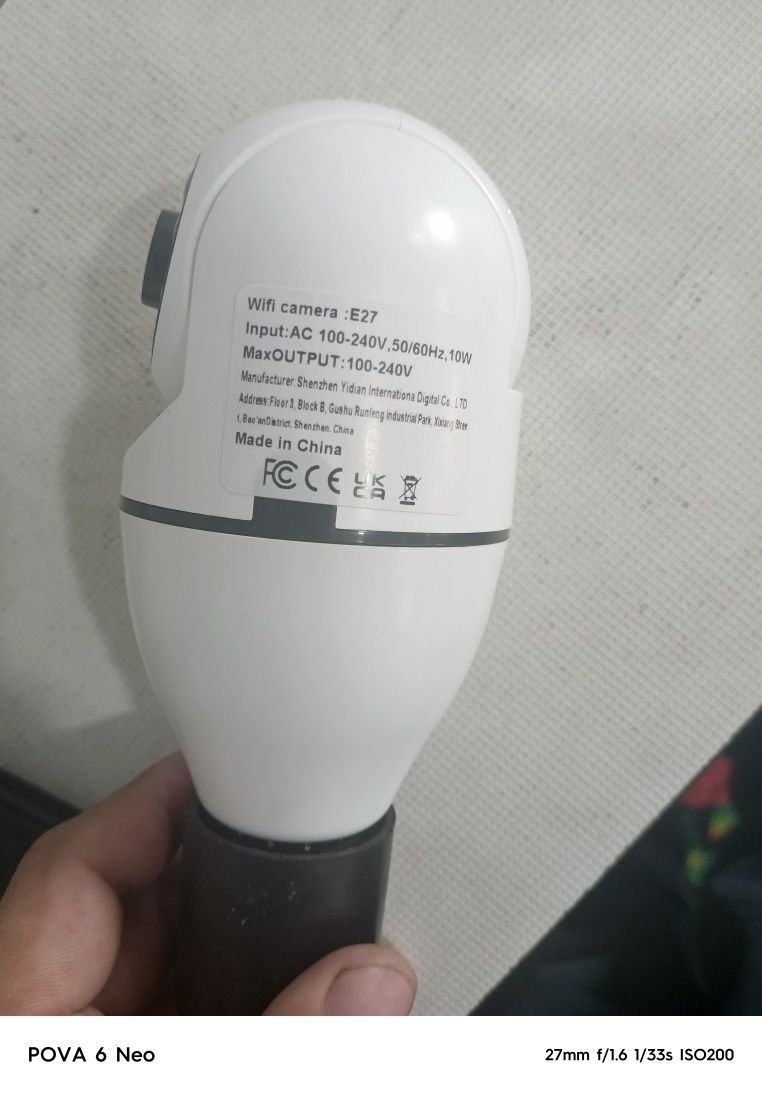 Wifi camera :E27
Input:AC 100-240V,50/60Hz,10W
MaxOUTPUT:100-240V
Manufacturer:Shenzhen Yidian Internationa Digital Co., LTD
Address:Floor 3, Block B, Gushu Runfeng industrial Park, Xixiang Stree
t, Bao'anDistrict, Shenzhen, China
Made in China
FC CE UK
CA
POVA 6 Neo
27mm f/1.6 1/33s ISO200